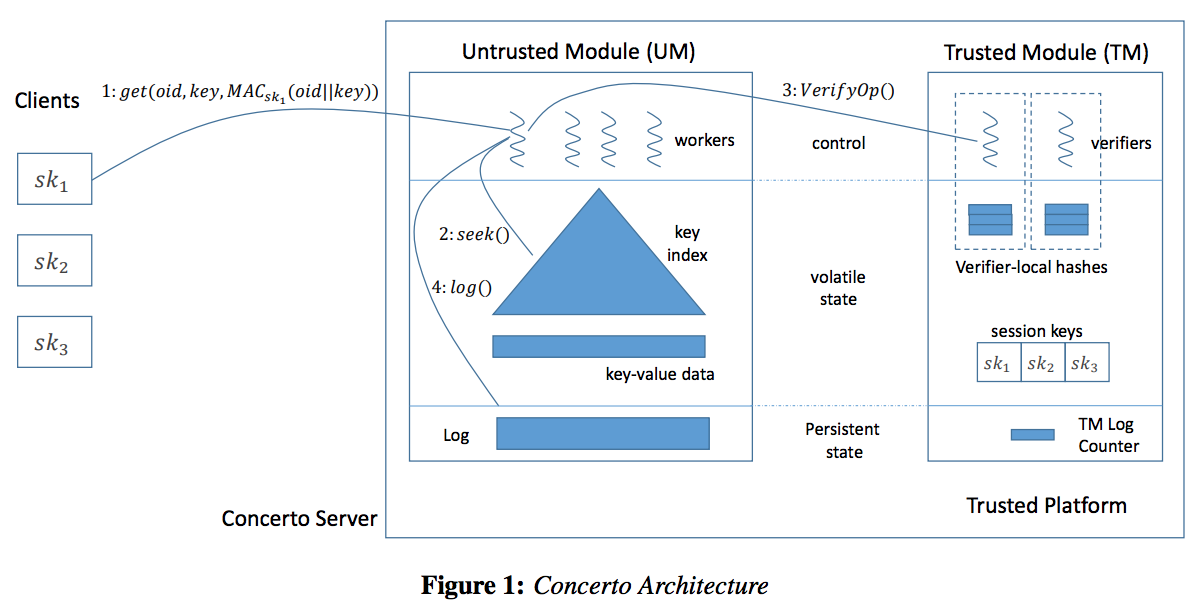 Untrusted Module (UM)
Trusted Module (TM)
Clients
1: get(oid, key, MAC_{sk_1}(oid||key))
3: VerifyOp()
workers
control
verifiers
sk_1
sk_2
sk_3
2: seek()
key
index
4: log()
volatile
state
Verifier-local hashes
session keys
sk_1 sk_2 sk_3
key-value data
Log
Persistent
state
TM Log
Counter
Concerto Server
Trusted Platform
Figure 1: Concerto Architecture